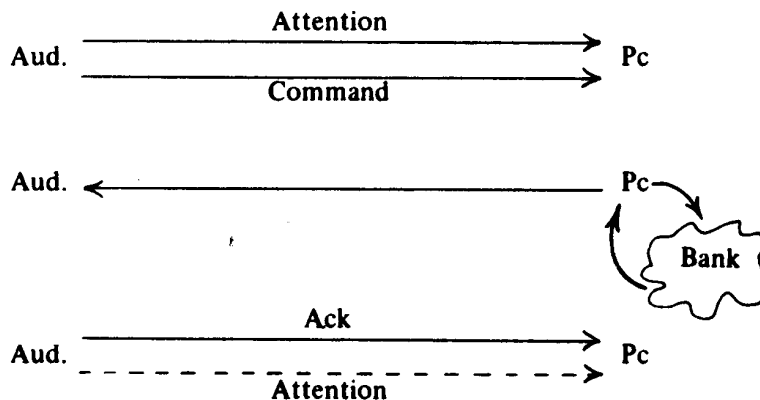 Attention
Aud. Pc
Command
Aud. Pc
Bank
Ack
Aud. Pc
Attention